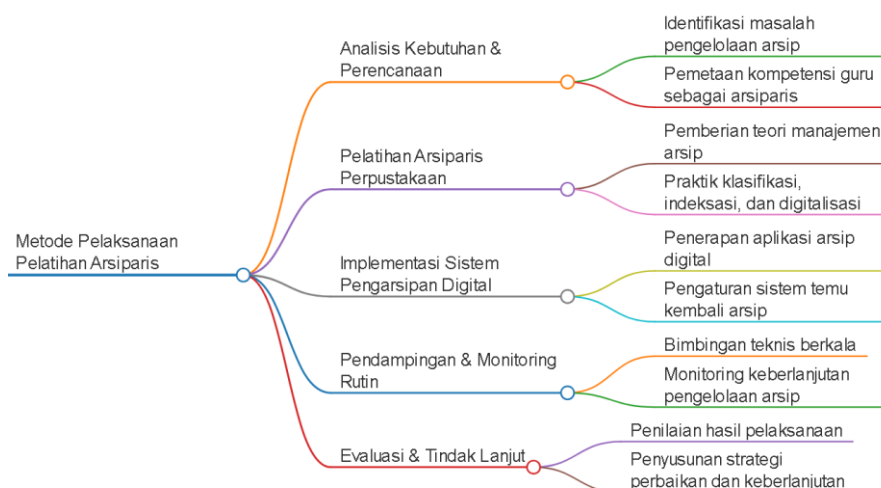 Metode Pelaksanaan
Pelatihan Arsiparis
Analisis Kebutuhan &
Perencanaan
Identifikasi masalah
pengelolaan arsip
Pemetaan kompetensi guru
sebagai arsiparis
Pelatihan Arsiparis
Perpustakaan
Pemberian teori manajemen
arsip
Praktik klasifikasi,
indeksasi, dan digitalisasi
Implementasi Sistem
Pengarsipan Digital
Penerapan aplikasi arsip
digital
Pengaturan sistem temu
kembali arsip
Pendampingan & Monitoring
Rutin
Bimbingan teknis berkala
Monitoring keberlanjutan
pengelolaan arsip
Evaluasi & Tindak Lanjut
Penilaian hasil pelaksanaan
Penyusunan strategi
perbaikan dan keberlanjutan